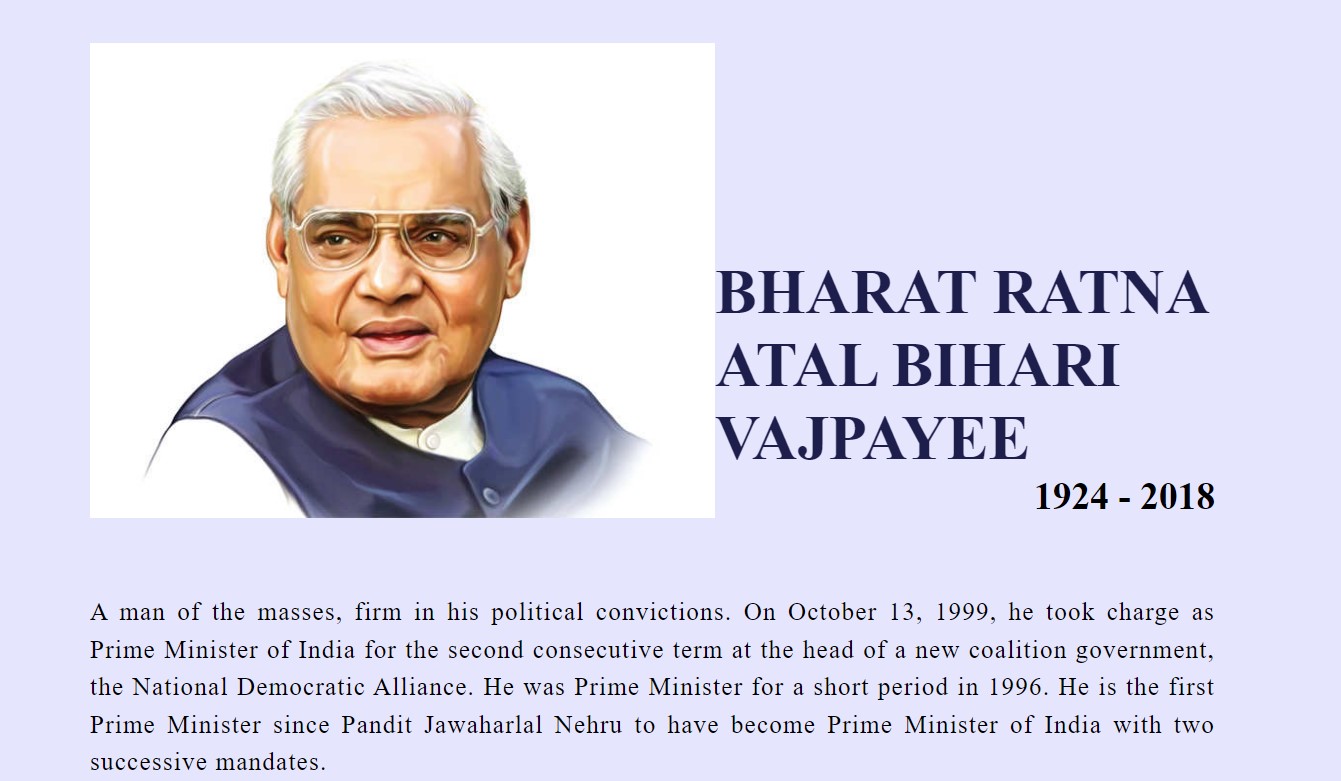 BHARAT RATNA
ATAL BIHARI
VAJPAYEE
1924 - 2018
A man of the masses, firm in his political convictions. On October 13, 1999, he took charge as
Prime Minister of India for the second consecutive term at the head of a new coalition government,
the National Democratic Alliance. He was Prime Minister for a short period in 1996. He is the first
Prime Minister since Pandit Jawaharlal Nehru to have become Prime Minister of India with two
successive mandates.